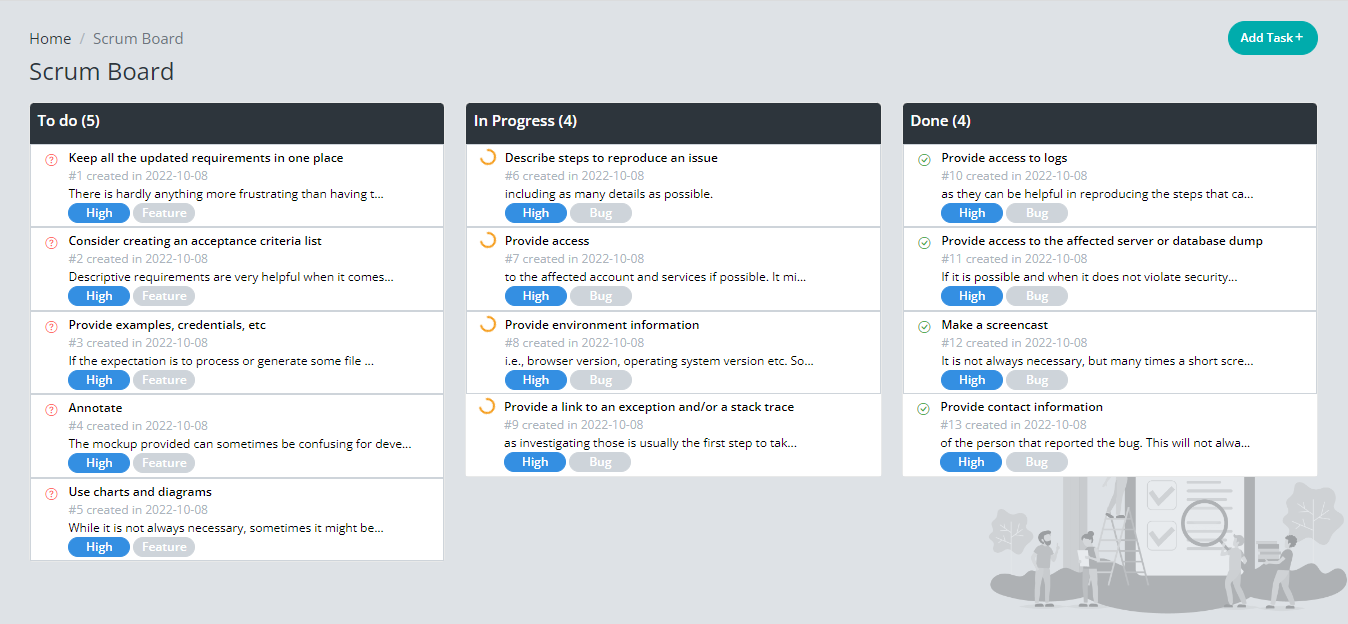 Home / Scrum Board
Add Task+
Scrum Board
To do (5)
Keep all the updated requirements in one place
#1 created in 2022-10-08
There is hardly anything more frustrating than having t...
High Feature
Consider creating an acceptance criteria list
#2 created in 2022-10-08
Descriptive requirements are very helpful when it comes...
High Feature
Provide examples, credentials, etc
#3 created in 2022-10-08
If the expectation is to process or generate some file ...
High Feature
Annotate
#4 created in 2022-10-08
The mockup provided can sometimes be confusing for deve...
High Feature
Use charts and diagrams
#5 created in 2022-10-08
While it is not always necessary, sometimes it might be...
High Feature
In Progress (4)
Describe steps to reproduce an issue
#6 created in 2022-10-08
including as many details as possible.
High Bug
Provide access
#7 created in 2022-10-08
to the affected account and services if possible. It mi...
High Bug
Provide environment information
#8 created in 2022-10-08
i.e., browser version, operating system version etc. So...
High Bug
Provide a link to an exception and/or a stack trace
#9 created in 2022-10-08
as investigating those is usually the first step to tak...
High Bug
Done (4)
Provide access to logs
#10 created in 2022-10-08
as they can be helpful in reproducing the steps that ca...
High Bug
Provide access to the affected server or database dump
#11 created in 2022-10-08
If it is possible and when it does not violate security...
High Bug
Make a screencast
#12 created in 2022-10-08
It is not always necessary, but many times a short scre...
High Bug
Provide contact information
#13 created in 2022-10-08
of the person that reported the bug. This will not alwa...
High Bug